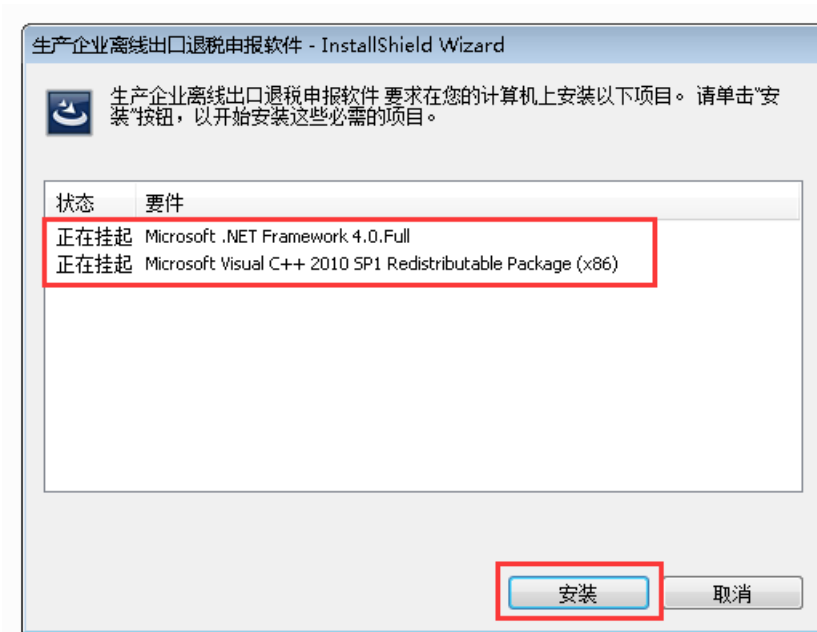 生产企业离线出口退税申报软件 - InstallShield Wizard
生产企业离线出口退税申报软件 要求在您的计算机上安装以下项目。 请单击“安
装”按钮，以开始安装这些必需的项目。
状态 要件
正在挂起 Microsoft .NET Framework 4.0.Full
正在挂起 Microsoft Visual C++ 2010 SP1 Redistributable Package (x86)
安装 取消